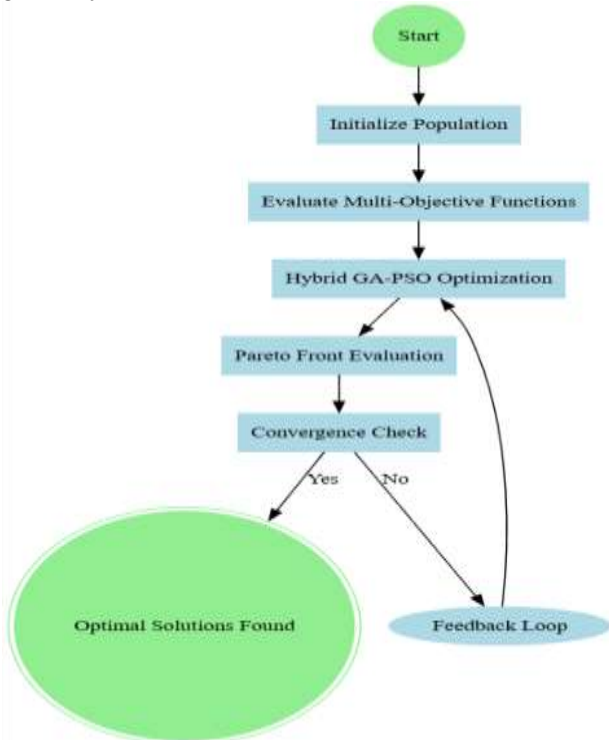 Start
Initialize Population
Evaluate Multi-Objective Functions
Hybrid GA-PSO Optimization
Pareto Front Evaluation
Convergence Check
Yes
No
Optimal Solutions Found
Feedback Loop